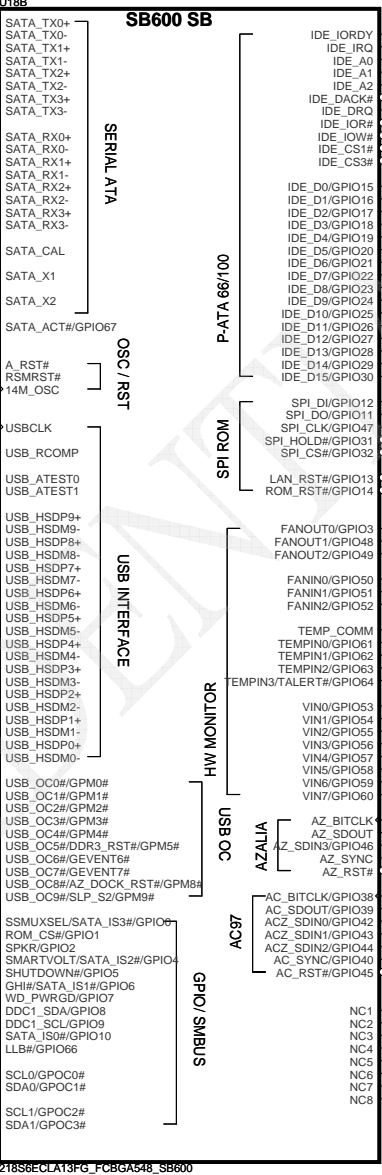 U18B
SB600 SB
SATA_TX0+
SATA_TX0-
SATA_TX1+
SATA_TX1-
SATA_TX2+
SATA_TX2-
SATA_TX3+
SATA_TX3-
SATA_RX0+
SATA_RX0-
SATA_RX1+
SATA_RX1-
SATA_RX2+
SATA_RX2-
SATA_RX3+
SATA_RX3-
SATA_CAL
SATA_X1
SATA_X2
SERIAL ATA
SATA_ACT#/GPIO67
A_RST#
RSMRST#
14M_OSC
OSC / RST
USBCLK
USB_RCOMP
USB_ATEST0
USB_ATEST1
USB_HSDP9+
USB_HSDM9-
USB_HSDP8+
USB_HSDM8-
USB_HSDP7+
USB_HSDM7-
USB_HSDP6+
USB_HSDM6-
USB_HSDP5+
USB_HSDM5-
USB_HSDP4+
USB_HSDM4-
USB_HSDP3+
USB_HSDM3-
USB_HSDP2+
USB_HSDM2-
USB_HSDP1+
USB_HSDM1-
USB_HSDP0+
USB_HSDM0-
USB INTERFACE
USB_OC0#/GPM0#
USB_OC1#/GPM1#
USB_OC2#/GPM2#
USB_OC3#/GPM3#
USB_OC4#/GPM4#
USB_OC5#/DDR3_RST#/GPM5#
USB_OC6#/GEVENT6#
USB_OC7#/GEVENT7#
USB_OC8#/AZ_DOCK_RST#/GPM8#
USB_OC9#/SLP_S2/GPM9#
USB OC
SSMUXSEL/SATA_IS3#/GPIO0
ROM_CS#/GPIO1
SPKR/GPIO2
SMARTVOLT/SATA_IS2#/GPIO4
SHUTDOWN#/GPIO5
GHI#/SATA_IS1#/GPIO6
WD_PWRGD/GPIO7
DDC1_SDA/GPIO8
DDC1_SCL/GPIO9
SATA_IS0#/GPIO10
LLB#/GPIO66
SCL0/GPOC0#
SDA0/GPOC1#
SCL1/GPOC2#
SDA1/GPOC3#
GPIO/ SMBUS
IDE_IORDY
IDE_IRQ
IDE_A0
IDE_A1
IDE_A2
IDE_DACK#
IDE_DRQ
IDE_IOR#
IDE_IOW#
IDE_CS1#
IDE_CS3#
IDE_D0/GPIO15
IDE_D1/GPIO16
IDE_D2/GPIO17
IDE_D3/GPIO18
IDE_D4/GPIO19
IDE_D5/GPIO20
IDE_D6/GPIO21
IDE_D7/GPIO22
IDE_D8/GPIO23
IDE_D9/GPIO24
IDE_D10/GPIO25
IDE_D11/GPIO26
IDE_D12/GPIO27
IDE_D13/GPIO28
IDE_D14/GPIO29
IDE_D15/GPIO30
P-ATA 66/100
SPI_DI/GPIO12
SPI_DO/GPIO11
SPI_CLK/GPIO47
SPI_HOLD#/GPIO31
SPI_CS#/GPIO32
SPI ROM
LAN_RST#/GPIO13
ROM_RST#/GPIO14
FANOUT0/GPIO3
FANOUT1/GPIO48
FANOUT2/GPIO49
FANIN0/GPIO50
FANIN1/GPIO51
FANIN2/GPIO52
TEMP_COMM
TEMPIN0/GPIO61
TEMPIN1/GPIO62
TEMPIN2/GPIO63
TEMPIN3/TALERT#/GPIO64
VIN0/GPIO53
VIN1/GPIO54
VIN2/GPIO55
VIN3/GPIO56
VIN4/GPIO57
VIN5/GPIO58
VIN6/GPIO59
VIN7/GPIO60
HW MONITOR
AZ_BITCLK
AZ_SDOUT
AZ_SDIN3/GPIO46
AZ_SYNC
AZ_RST#
AZALIA
AC_BITCLK/GPIO38
AC_SDOUT/GPIO39
ACZ_SDIN0/GPIO42
ACZ_SDIN1/GPIO43
ACZ_SDIN2/GPIO44
AC_SYNC/GPIO40
AC_RST#/GPIO45
AC97
NC1
NC2
NC3
NC4
NC5
NC6
NC7
NC8
218S6ECLA13FG_FCBGA548_SB600